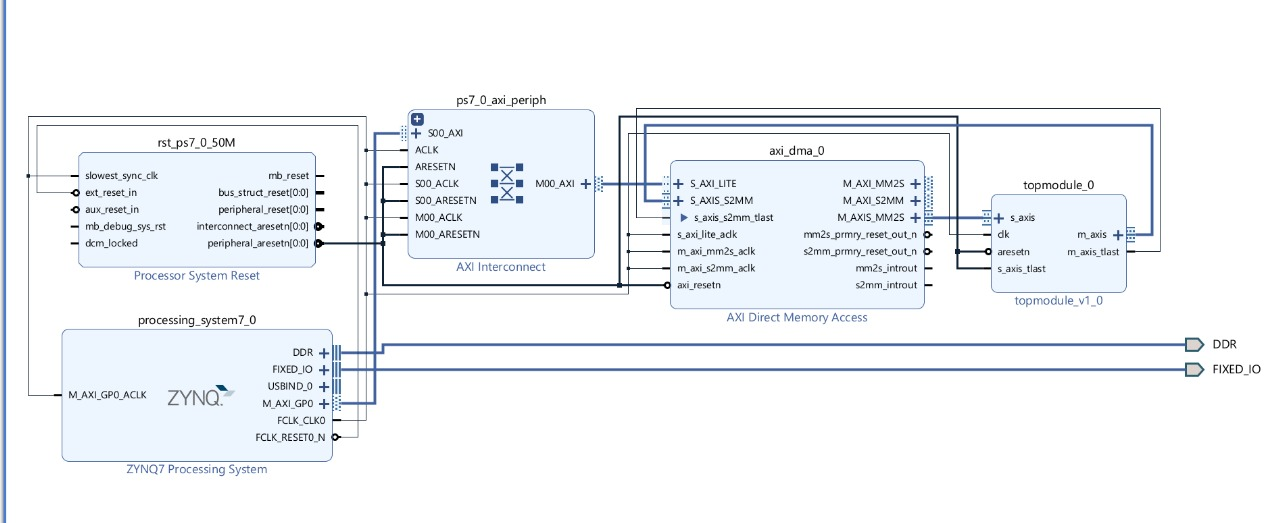 ps7_0_axi_periph
rst_ps7_0_50M
slowest_sync_clk
ext_reset_in
aux_reset_in
mb_debug_sys_rst
dcm_locked
mb_reset
bus_struct_reset[0:0]
peripheral_reset[0:0]
interconnect_aresetn[0:0]
peripheral_aresetn[0:0]
Processor System Reset
S00_AXI
ACLK
ARESETN
S00_ACLK
S00_ARESETN
M00_ACLK
M00_ARESETN
M00_AXI
AXI Interconnect
axi_dma_0
S_AXI_LITE
S_AXIS_S2MM
s_axis_s2mm_tlast
s_axi_lite_aclk
m_axi_mm2s_aclk
m_axi_s2mm_aclk
axi_resetn
M_AXI_MM2S
M_AXI_S2MM
M_AXIS_MM2S
mm2s_prmry_reset_out_n
s2mm_prmry_reset_out_n
mm2s_introut
s2mm_introut
AXI Direct Memory Access
topmodule_0
s_axis
clk
aresetn
s_axis_tlast
m_axis
m_axis_tlast
topmodule_v1_0
processing_system7_0
M_AXI_GP0_ACLK
ZYNQ
DDR
FIXED_IO
USBIND_0
M_AXI_GP0
FCLK_CLK0
FCLK_RESET0_N
ZYNQ7 Processing System
DDR
FIXED_IO